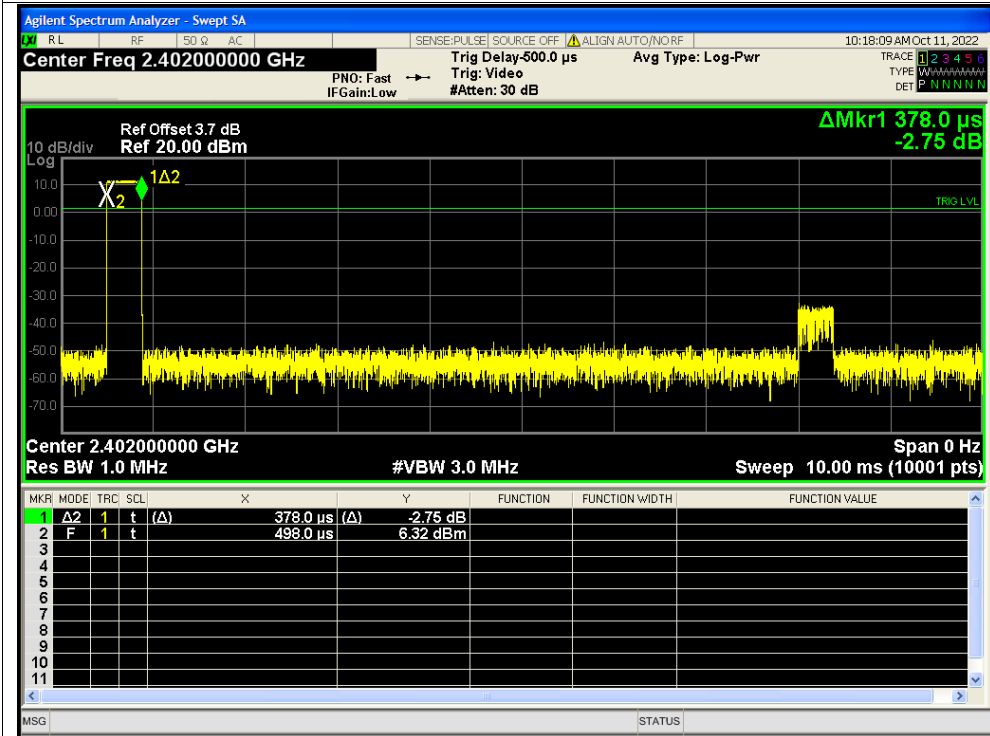 Agilent Spectrum Analyzer - Swept SA
LXI RL RF 50 Ω AC SENSE:PULSE SOURCE OFF ALIGN AUTO/NO RF 10:18:09 AM Oct 11, 2022
Center Freq 2.402000000 GHz Trig Delay-500.0 µs Avg Type: Log-Pwr TRACE 1 2 3 4 5 6
PNO: Fast Trig: Video TYPE WWWWWW
IFGain:Low #Atten: 30 dB DET P N N N N N
ΔMkr1 378.0 µs
-2.75 dB
Ref Offset 3.7 dB
10 dB/div Ref 20.00 dBm
Log
1Δ2
10.0
X2
TRIG LVL
0.00
-10.0
-20.0
-30.0
-40.0
-50.0
-60.0
-70.0
Center 2.402000000 GHz Span 0 Hz
Res BW 1.0 MHz #VBW 3.0 MHz Sweep 10.00 ms (10001 pts)
MKR MODE TRC SCL X Y FUNCTION FUNCTION WIDTH FUNCTION VALUE
1 Δ2 1 t (Δ) 378.0 µs (Δ) -2.75 dB
2 F 1 t 498.0 µs 6.32 dBm
3
4
5
6
7
8
9
10
11
MSG STATUS